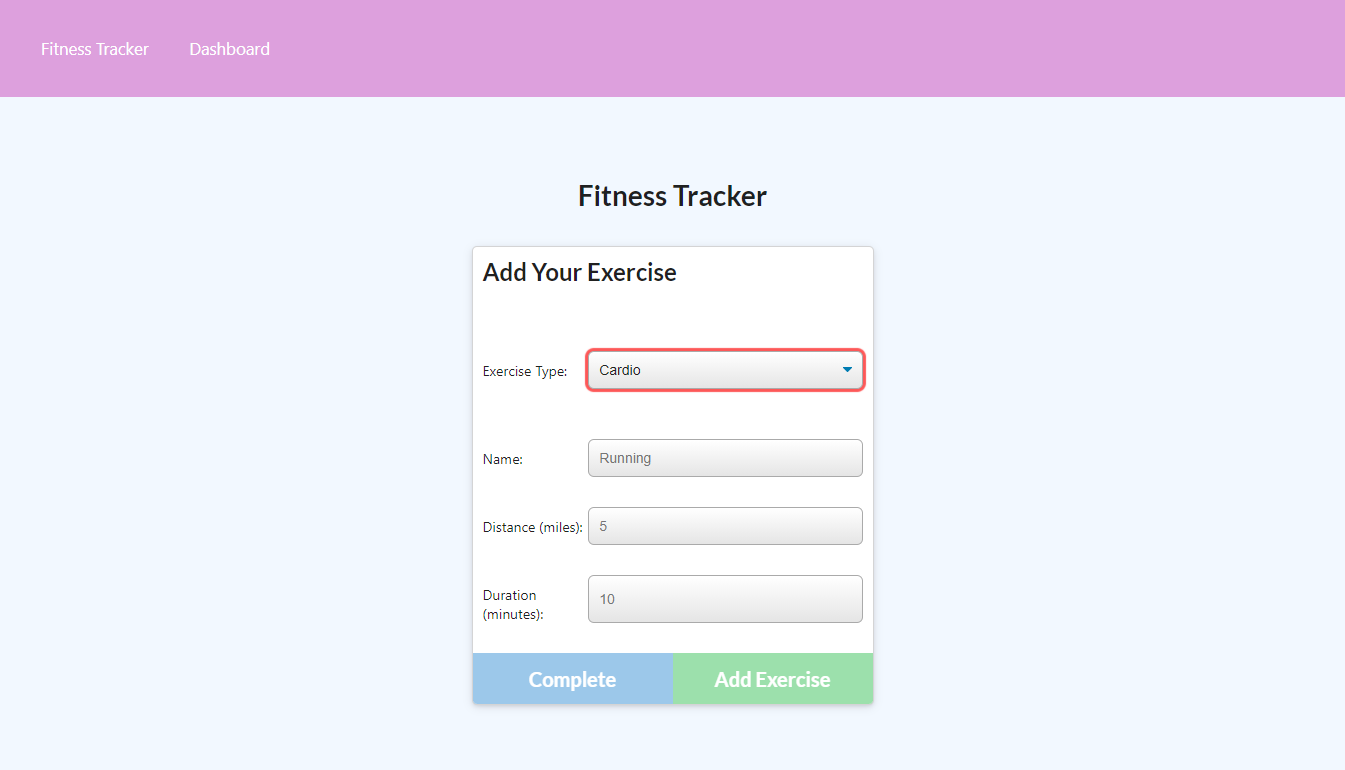 Fitness Tracker Dashboard
Fitness Tracker
Add Your Exercise
Exercise Type: Cardio
Name: Running
Distance (miles): 5
Duration
(minutes): 10
Complete Add Exercise